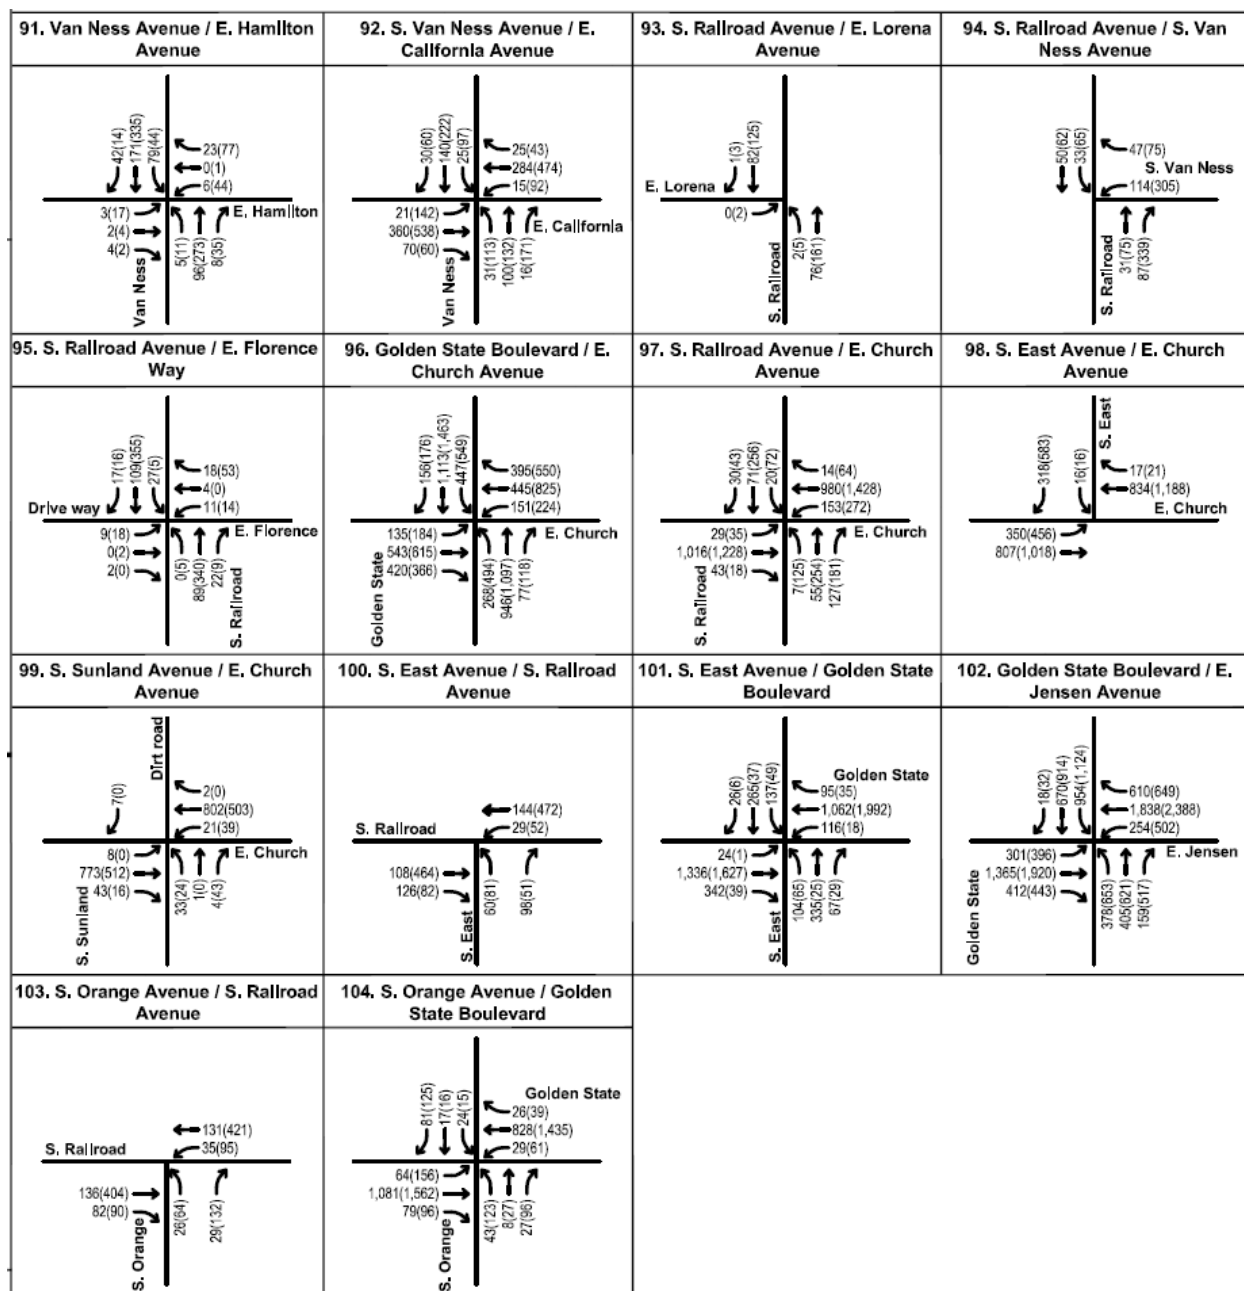 91. Van Ness Avenue / E. Hamilton
Avenue
42(14)
171(335)
79(44)
23(77)
0(1)
6(44)
E. Hamilton
3(17)
2(4)
4(2)
Van Ness
5(11)
96(273)
8(35)
92. S. Van Ness Avenue / E.
California Avenue
30(60)
140(222)
25(97)
25(43)
284(474)
15(92)
E. California
21(142)
360(538)
70(60)
Van Ness
31(113)
100(132)
16(171)
93. S. Railroad Avenue / E. Lorena
Avenue
1(3)
82(125)
E. Lorena
0(2)
S. Railroad
2(5)
76(161)
94. S. Railroad Avenue / S. Van
Ness Avenue
50(62)
33(65)
47(75)
S. Van Ness
114(305)
S. Railroad
31(75)
87(339)
95. S. Railroad Avenue / E. Florence
Way
17(16)
109(355)
27(5)
18(53)
4(0)
11(14)
Drive way
E. Florence
9(18)
0(2)
2(0)
0(5)
89(340)
22(9)
S. Railroad
96. Golden State Boulevard / E.
Church Avenue
156(176)
1,113(1,463)
447(549)
395(550)
445(825)
151(224)
E. Church
135(184)
543(615)
420(366)
Golden State
268(494)
946(1,097)
77(118)
97. S. Railroad Avenue / E. Church
Avenue
30(43)
71(256)
20(72)
14(64)
980(1,428)
153(272)
E. Church
29(35)
1,016(1,228)
43(18)
S. Railroad
7(125)
55(254)
127(181)
98. S. East Avenue / E. Church
Avenue
S. East
318(583)
16(16)
17(21)
834(1,188)
E. Church
350(456)
807(1,018)
99. S. Sunland Avenue / E. Church
Avenue
Dirt road
7(0)
2(0)
802(503)
21(39)
E. Church
8(0)
773(512)
43(16)
S. Sunland
33(24)
1(0)
4(43)
100. S. East Avenue / S. Railroad
Avenue
144(472)
29(52)
S. Railroad
108(464)
126(82)
S. East
60(81)
98(51)
101. S. East Avenue / Golden State
Boulevard
26(6)
265(37)
137(49)
Golden State
95(35)
1,062(1,992)
116(18)
24(1)
1,336(1,627)
342(39)
S. East
104(65)
335(25)
67(29)
102. Golden State Boulevard / E.
Jensen Avenue
18(32)
670(914)
954(1,124)
610(649)
1,838(2,388)
254(502)
E. Jensen
301(396)
1,365(1,920)
412(443)
Golden State
378(653)
405(621)
159(517)
103. S. Orange Avenue / S. Railroad
Avenue
131(421)
35(95)
S. Railroad
136(404)
82(90)
S. Orange
26(64)
29(132)
104. S. Orange Avenue / Golden
State Boulevard
81(125)
17(16)
24(15)
Golden State
26(39)
828(1,435)
29(61)
64(156)
1,081(1,562)
79(96)
S. Orange
43(123)
8(27)
27(96)